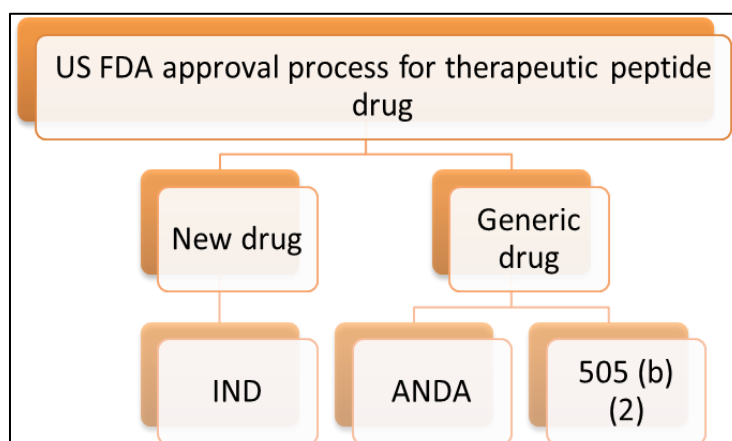 US FDA approval process for therapeutic peptide
drug
New drug
Generic
drug
IND
ANDA
505 (b)
(2)